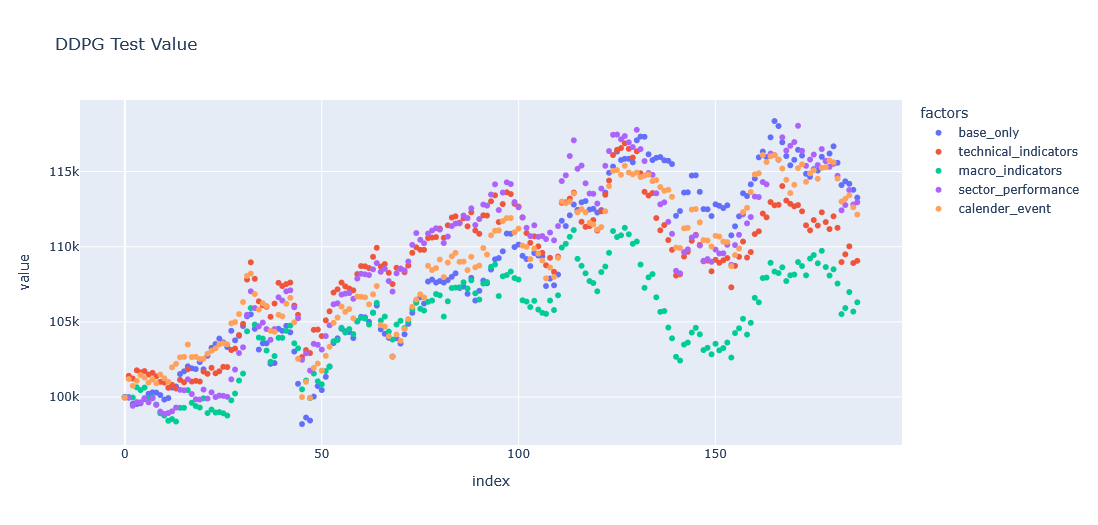 DDPG Test Value
factors
base_only
technical_indicators
macro_indicators
sector_performance
calender_event
115k
110k
105k
100k
value
0
50
100
150
index